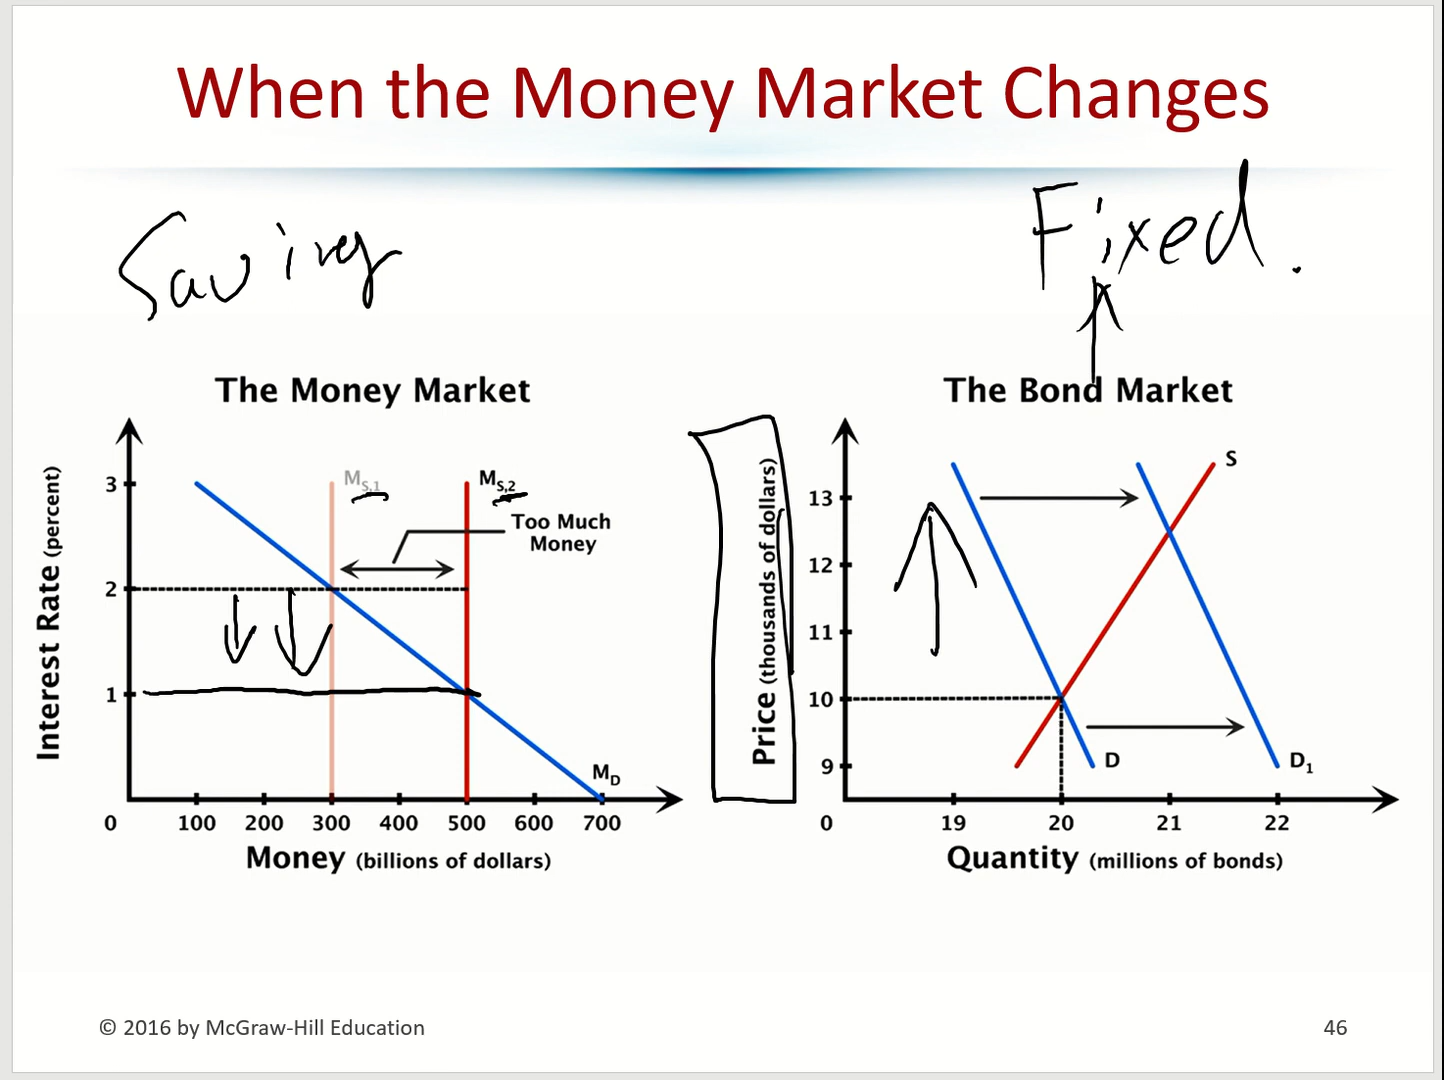 When the Money Market Changes
Saving
Fixed.
The Money Market
Interest Rate (percent)
3
2
1
0
100 200 300 400 500 600 700
Money (billions of dollars)
MS,1
MS,2
Too Much
Money
MD
The Bond Market
Price (thousands of dollars)
13
12
11
10
9
0
19 20 21 22
Quantity (millions of bonds)
S
D
D1
© 2016 by McGraw-Hill Education
46